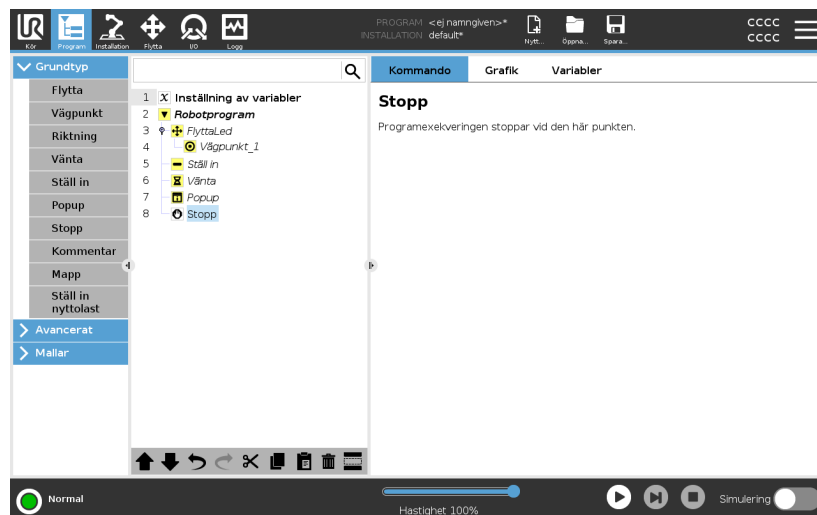 UR
Kör
Program
Installation
Flytta
I/O
Logg
PROGRAM <ej namngiven>*
INSTALLATION default*
Nytt...
Öppna...
Spara...
CCCC
CCCC
Grundtyp
Flytta
Vägpunkt
Riktning
Vänta
Ställ in
Popup
Stopp
Kommentar
Mapp
Ställ in
nyttolast
Avancerat
Mallar
1 X Inställning av variabler
2 Robotprogram
3 FlyttaLed
4 Vägpunkt_1
5 Ställ in
6 Vänta
7 Popup
8 Stopp
Kommando
Grafik
Variabler
Stopp
Programexekveringen stoppar vid den här punkten.
Normal
Hastighet 100%
Simulering